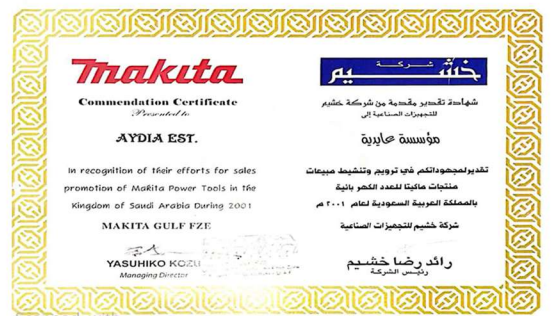 makita
Commendation Certificate
Presented to
AYDIA EST.
In recognition of their efforts for sales
promotion of Makita Power Tools in the
Kingdom of Saudi Arabia During 2001
MAKITA GULF FZE
YASUHIKO KOZU
Managing Director
شركة
خشيم
شهادة تقدير مقدمة من شركة خشيم
للتجهيزات الصناعية إلى
مؤسسة عايدية
تقديرلمجهوداتكم في ترويج وتنشيط مبيعات
منتجات ماكيتا للعدد الكهربائية
بالمملكة العربية السعودية لعام ٢٠٠١ م
شركة خشيم للتجهيزات الصناعية
رائد رضا خشيم
رئيس الشركة